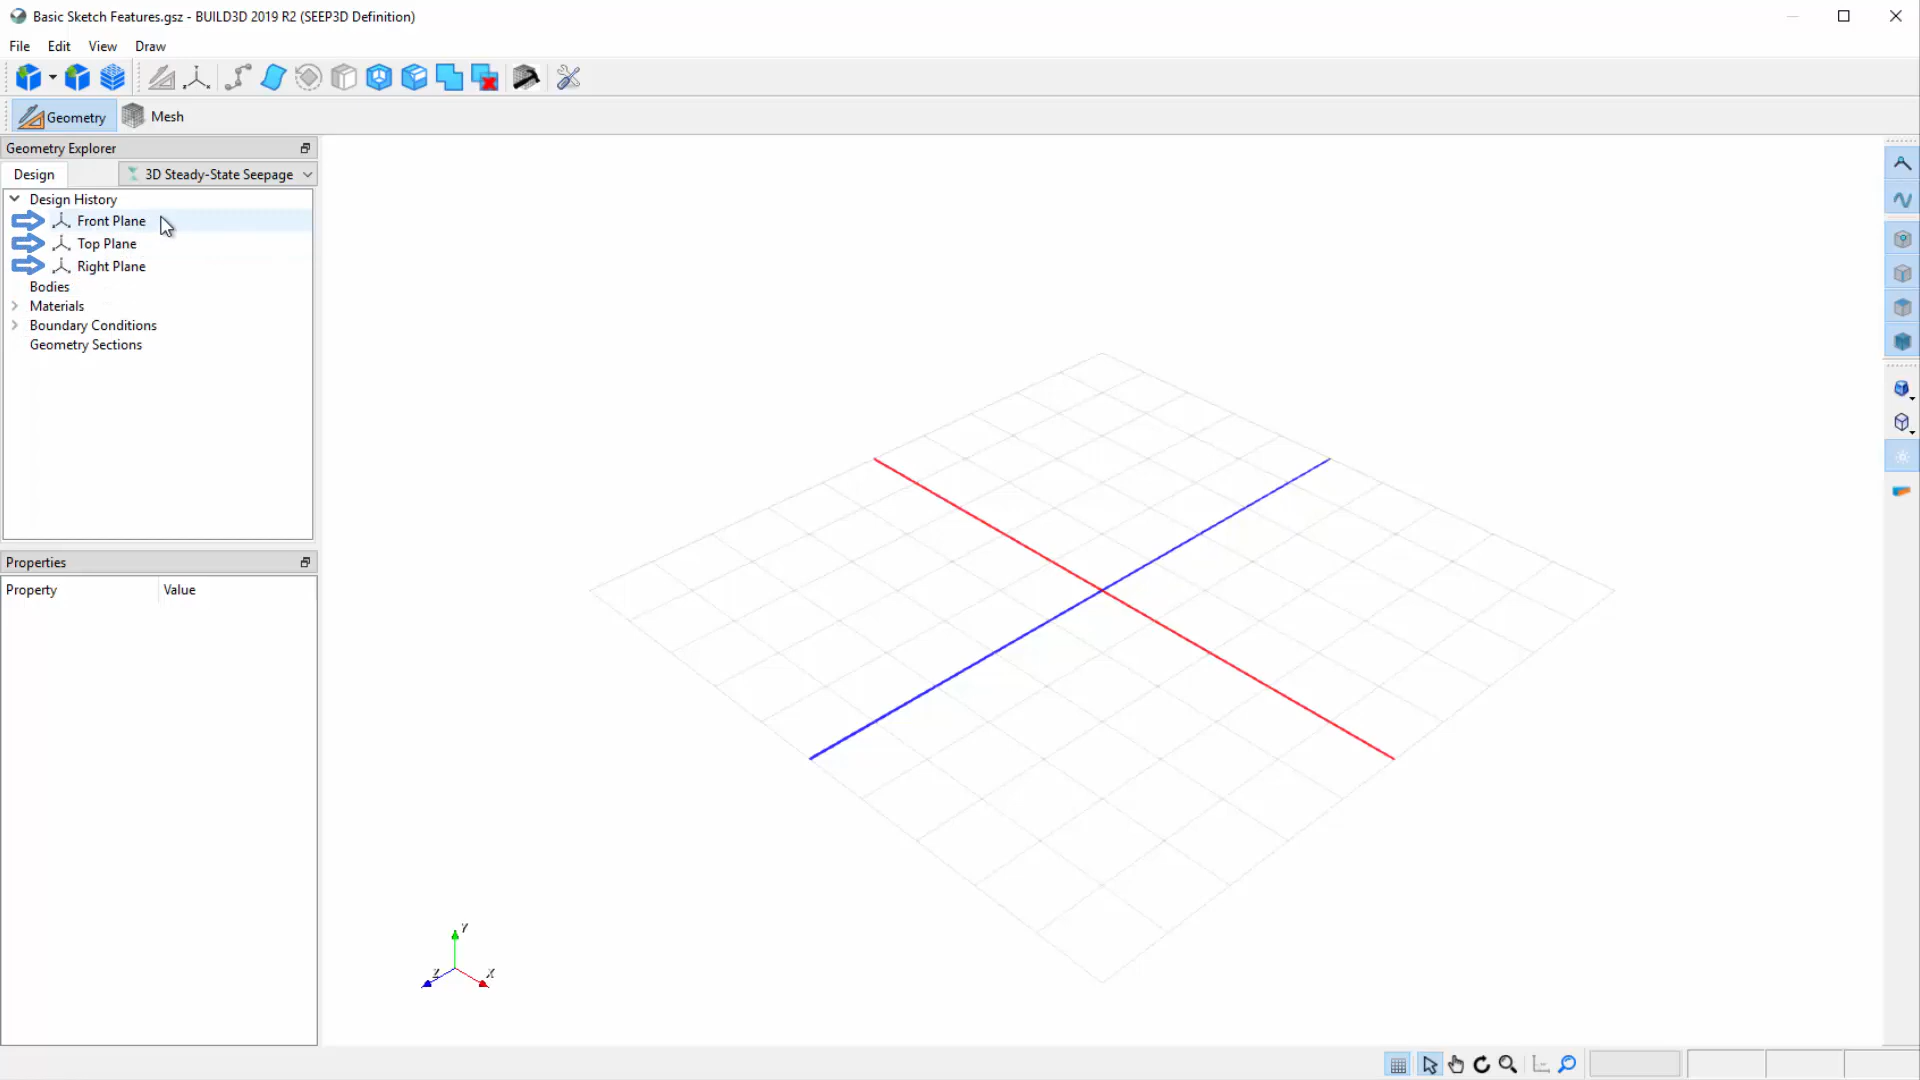 Basic Sketch Features.gsz - BUILD3D 2019 R2 (SEEP3D Definition)
File Edit View Draw
Geometry Mesh
Geometry Explorer
Design 3D Steady-State Seepage
Design History
Front Plane
Top Plane
Right Plane
Bodies
Materials
Boundary Conditions
Geometry Sections
Properties
Property Value
Y
Z X